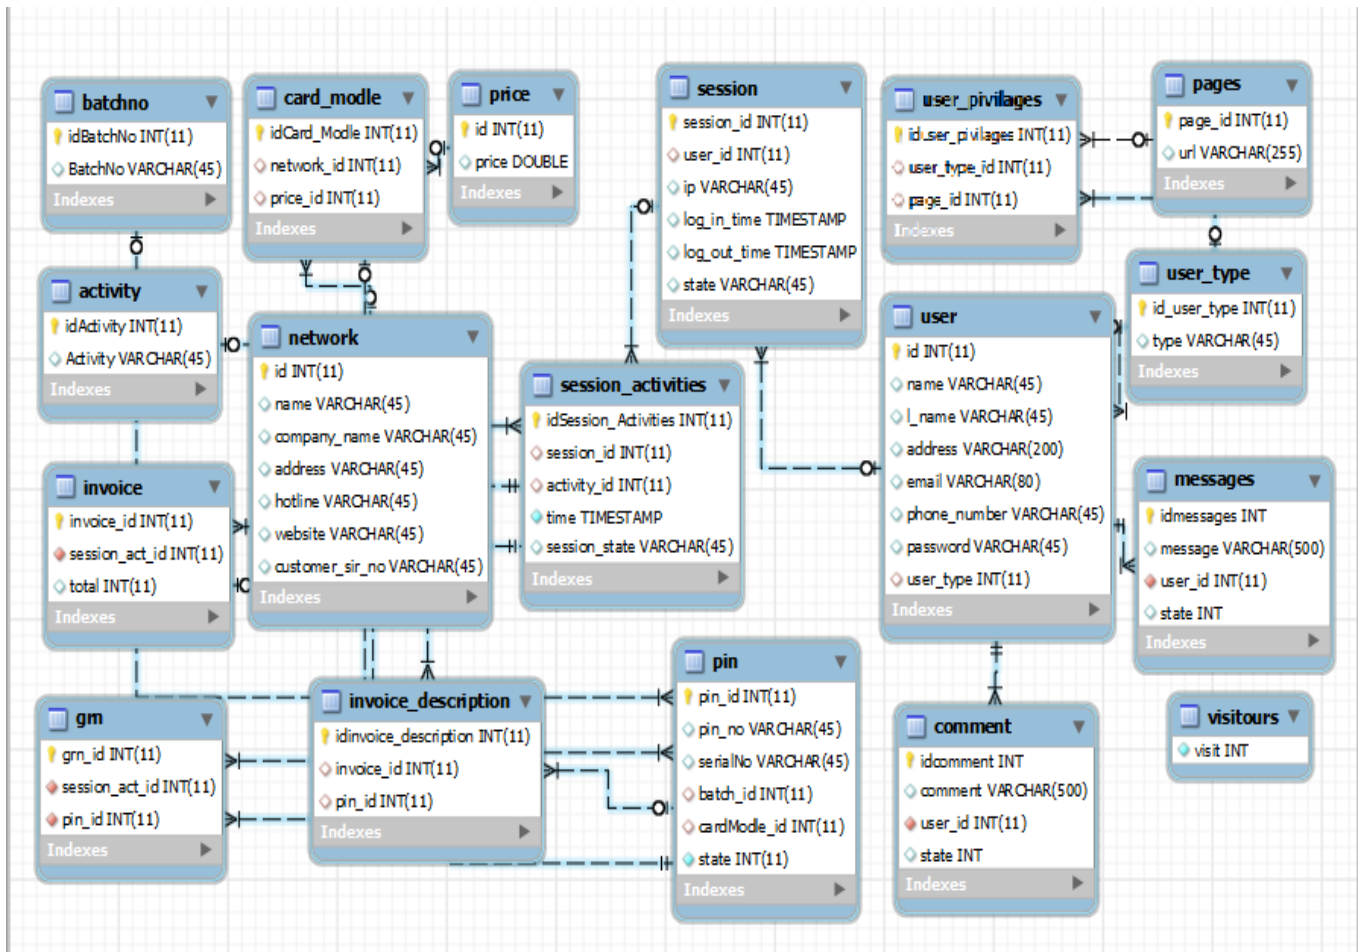 batchno
idBatchNo INT(11)
BatchNo VARCHAR(45)
Indexes
card_modle
idCard_Modle INT(11)
network_id INT(11)
price_id INT(11)
Indexes
price
id INT(11)
price DOUBLE
Indexes
session
session_id INT(11)
user_id INT(11)
ip VARCHAR(45)
log_in_time TIMESTAMP
log_out_time TIMESTAMP
state VARCHAR(45)
Indexes
user_pivilages
iduser_pivilages INT(11)
user_type_id INT(11)
page_id INT(11)
Indexes
pages
page_id INT(11)
url VARCHAR(255)
Indexes
activity
idActivity INT(11)
Activity VARCHAR(45)
Indexes
network
id INT(11)
name VARCHAR(45)
company_name VARCHAR(45)
address VARCHAR(45)
hotline VARCHAR(45)
website VARCHAR(45)
customer_sir_no VARCHAR(45)
Indexes
session_activities
idSession_Activities INT(11)
session_id INT(11)
activity_id INT(11)
time TIMESTAMP
session_state VARCHAR(45)
Indexes
user
id INT(11)
name VARCHAR(45)
l_name VARCHAR(45)
address VARCHAR(200)
email VARCHAR(80)
phone_number VARCHAR(45)
password VARCHAR(45)
user_type INT(11)
Indexes
user_type
id_user_type INT(11)
type VARCHAR(45)
Indexes
invoice
invoice_id INT(11)
session_act_id INT(11)
total INT(11)
Indexes
messages
idmessages INT
message VARCHAR(500)
user_id INT(11)
state INT
Indexes
grn
grn_id INT(11)
session_act_id INT(11)
pin_id INT(11)
Indexes
invoice_description
idinvoice_description INT(11)
invoice_id INT(11)
pin_id INT(11)
Indexes
pin
pin_id INT(11)
pin_no VARCHAR(45)
serialNo VARCHAR(45)
batch_id INT(11)
cardModle_id INT(11)
state INT(11)
Indexes
comment
idcomment INT
comment VARCHAR(500)
user_id INT(11)
state INT
Indexes
visitours
visit INT